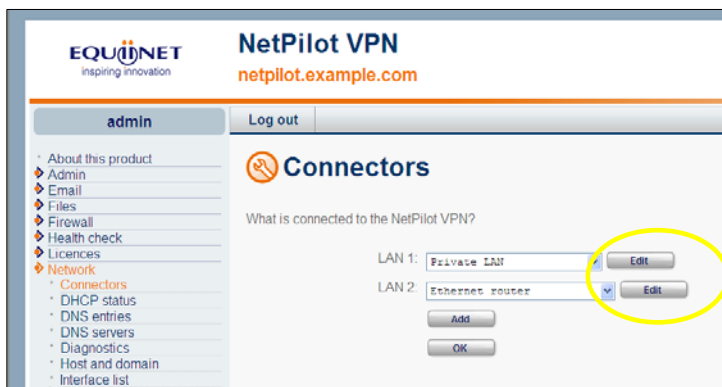 EQUiiNET
inspiring innovation
NetPilot VPN
netpilot.example.com
admin
Log out
About this product
Admin
Email
Files
Firewall
Health check
Licences
Network
Connectors
DHCP status
DNS entries
DNS servers
Diagnostics
Host and domain
Interface list
Connectors
What is connected to the NetPilot VPN?
LAN 1: Private LAN Edit
LAN 2: Ethernet router Edit
Add
OK